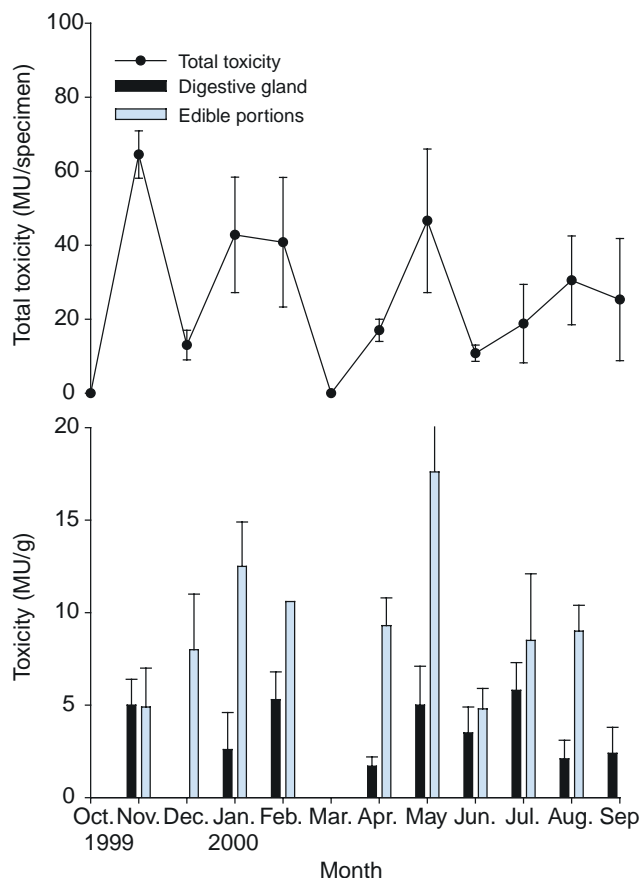 100
80
60
40
20
0
Total toxicity (MU/specimen)
Total toxicity
Digestive gland
Edible portions
20
15
10
5
0
Toxicity (MU/g)
Oct. Nov. Dec. Jan. Feb. Mar. Apr. May Jun. Jul. Aug. Sep
1999 2000
Month